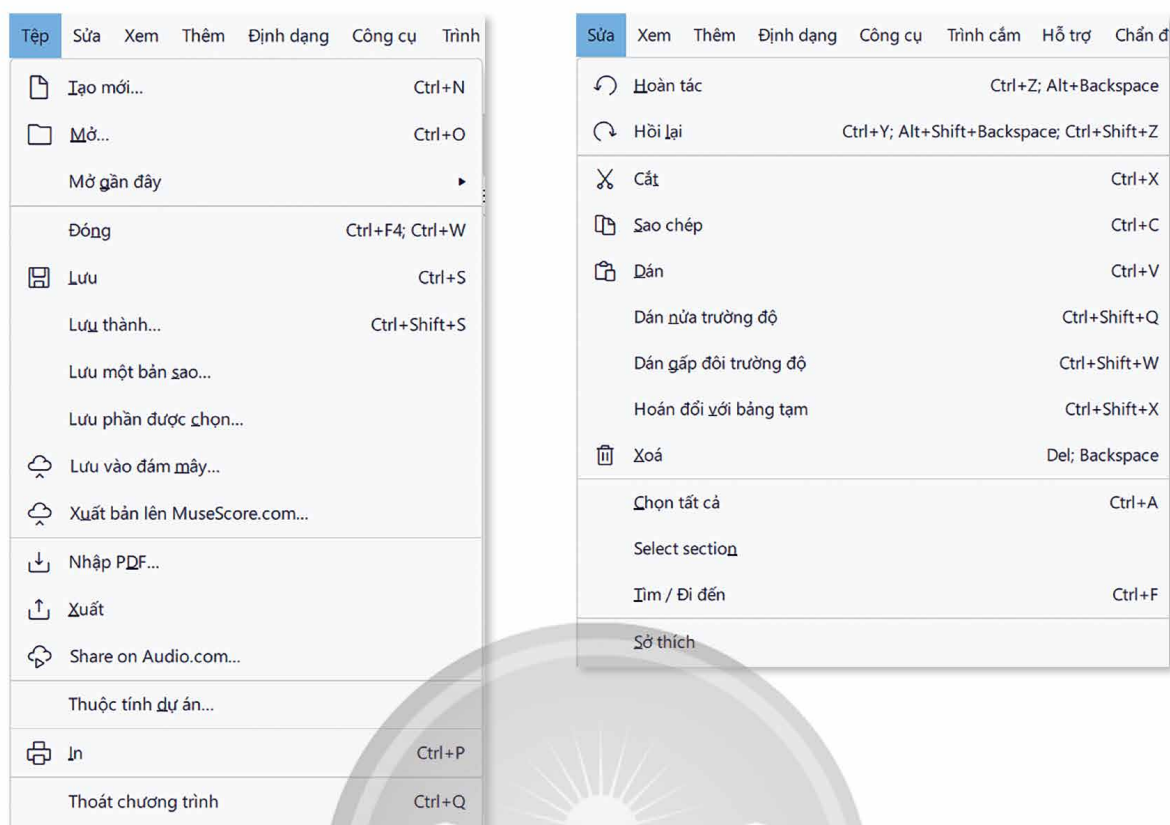 Tệp Sửa Xem Thêm Định dạng Công cụ Trình
Tạo mới... Ctrl+N
Mở... Ctrl+O
Mở gần đây
Đóng Ctrl+F4; Ctrl+W
Lưu Ctrl+S
Lưu thành... Ctrl+Shift+S
Lưu một bản sao...
Lưu phần được chọn...
Lưu vào đám mây...
Xuất bản lên MuseScore.com...
Nhập PDF...
Xuất
Share on Audio.com...
Thuộc tính dự án...
In Ctrl+P
Thoát chương trình Ctrl+Q
Sửa Xem Thêm Định dạng Công cụ Trình cắm Hỗ trợ Chẩn đ
Hoàn tác Ctrl+Z; Alt+Backspace
Hồi lại Ctrl+Y; Alt+Shift+Backspace; Ctrl+Shift+Z
Cắt Ctrl+X
Sao chép Ctrl+C
Dán Ctrl+V
Dán nửa trường độ Ctrl+Shift+Q
Dán gấp đôi trường độ Ctrl+Shift+W
Hoán đổi với bảng tạm Ctrl+Shift+X
Xoá Del; Backspace
Chọn tất cả Ctrl+A
Select section
Tìm / Đi đến Ctrl+F
Sở thích